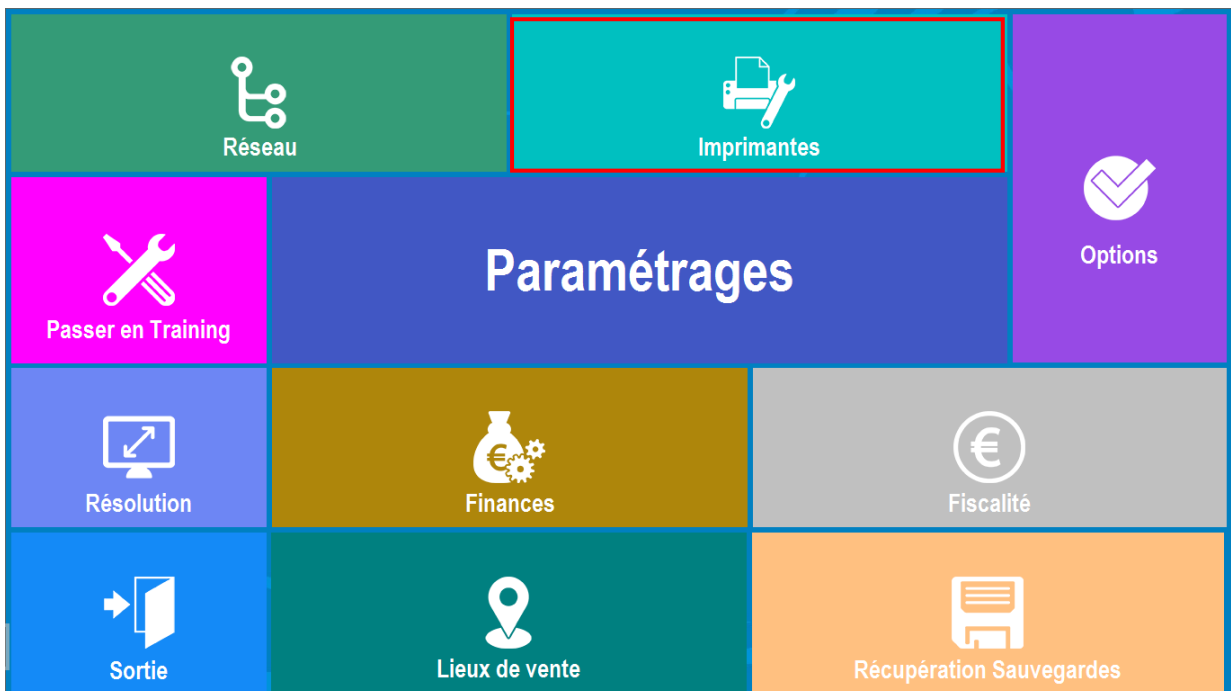 Réseau
Imprimantes
Options
Passer en Training
Paramétrages
Résolution
Finances
Fiscalité
Sortie
Lieux de vente
Récupération Sauvegardes